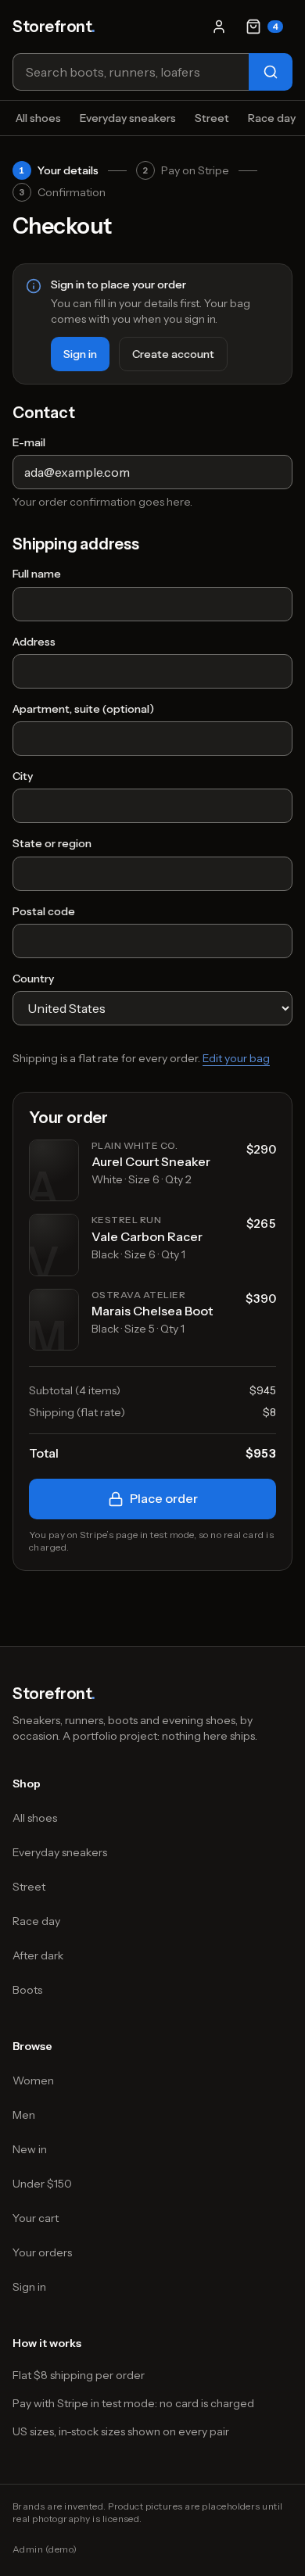 Storefront.
4
Search boots, runners, loafers
All shoes Everyday sneakers Street Race day
1 Your details 2 Pay on Stripe
3 Confirmation
Checkout
Sign in to place your order
You can fill in your details first. Your bag
comes with you when you sign in.
Sign in Create account
Contact
E-mail
ada@example.com
Your order confirmation goes here.
Shipping address
Full name
Address
Apartment, suite (optional)
City
State or region
Postal code
Country
United States
Shipping is a flat rate for every order. Edit your bag
Your order
A
PLAIN WHITE CO.
Aurel Court Sneaker $290
White · Size 6 · Qty 2
V
KESTREL RUN
Vale Carbon Racer $265
Black · Size 6 · Qty 1
M
OSTRAVA ATELIER
Marais Chelsea Boot $390
Black · Size 5 · Qty 1
Subtotal (4 items) $945
Shipping (flat rate) $8
Total $953
Place order
You pay on Stripe's page in test mode, so no real card is
charged.
Storefront.
Sneakers, runners, boots and evening shoes, by
occasion. A portfolio project: nothing here ships.
Shop
All shoes
Everyday sneakers
Street
Race day
After dark
Boots
Browse
Women
Men
New in
Under $150
Your cart
Your orders
Sign in
How it works
Flat $8 shipping per order
Pay with Stripe in test mode: no card is charged
US sizes, in-stock sizes shown on every pair
Brands are invented. Product pictures are placeholders until
real photography is licensed.
Admin (demo)